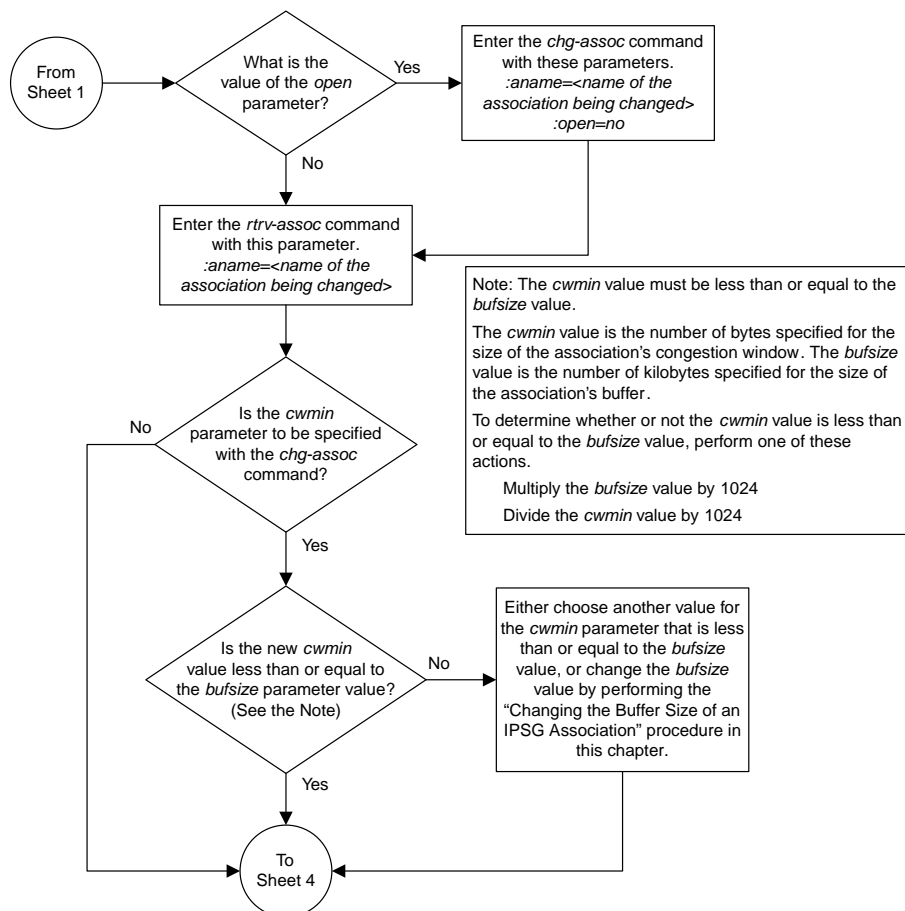 From
Sheet 1
What is the
value of the open
parameter?
Yes
Enter the chg-assoc command
with these parameters.
:aname=<name of the
association being changed>
:open=no
No
Enter the rtrv-assoc command
with this parameter.
:aname=<name of the
association being changed>
Note: The cwmin value must be less than or equal to the
bufsize value.
The cwmin value is the number of bytes specified for the
size of the association's congestion window. The bufsize
value is the number of kilobytes specified for the size of
the association's buffer.
To determine whether or not the cwmin value is less than
or equal to the bufsize value, perform one of these
actions.
Multiply the bufsize value by 1024
Divide the cwmin value by 1024
No
Is the cwmin
parameter to be specified
with the chg-assoc
command?
Yes
Is the new cwmin
value less than or equal to
the bufsize parameter value?
(See the Note)
No
Either choose another value for
the cwmin parameter that is less
than or equal to the bufsize
value, or change the bufsize
value by performing the
“Changing the Buffer Size of an
IPSG Association” procedure in
this chapter.
Yes
To
Sheet 4